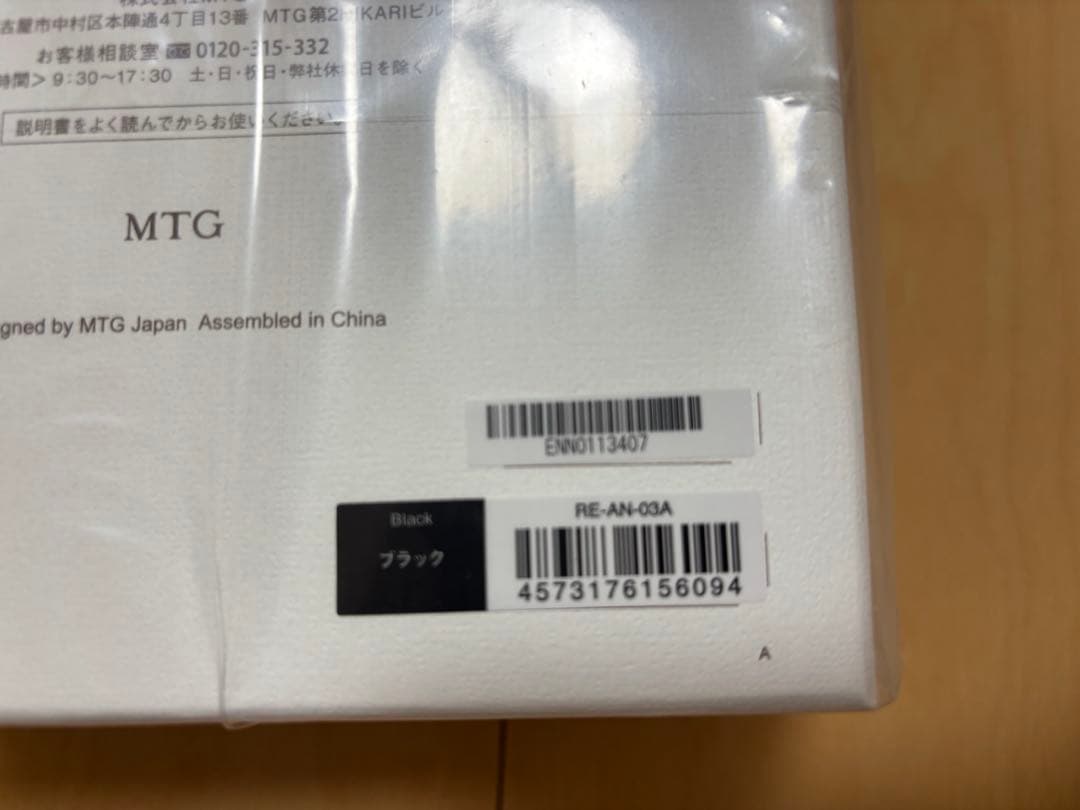 古屋市中村区本陣通4丁目13番 MTG第2HIKARIビル
お客様相談室 0120-315-332
時間＞9:30〜17:30 土・日・祝日・弊社休業日を除く
説明書をよく読んでからお使いください。
MTG
gned by MTG Japan Assembled in China
ENN0113407
Black
ブラック
RE-AN-03A
4573176156094
A